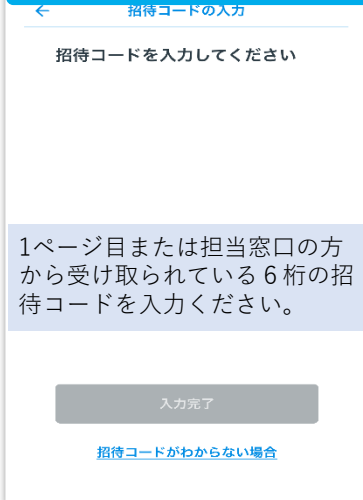 招待コードの入力
招待コードを入力してください
1ページ目または担当窓口の方
から受け取られている６桁の招
待コードを入力ください。
入力完了
招待コードがわからない場合